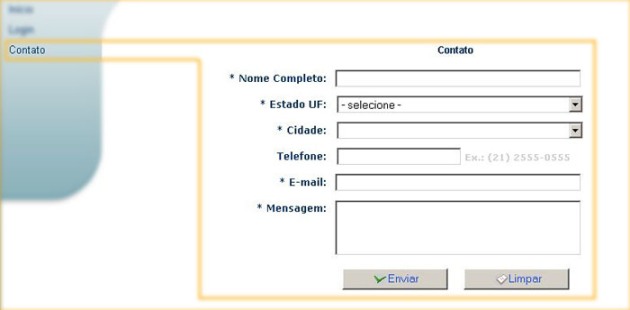 Início
Login
Contato
Contato
* Nome Completo:
* Estado UF: - selecione -
* Cidade:
Telefone: Ex.: (21) 2555-0555
* E-mail:
* Mensagem:
Enviar Limpar